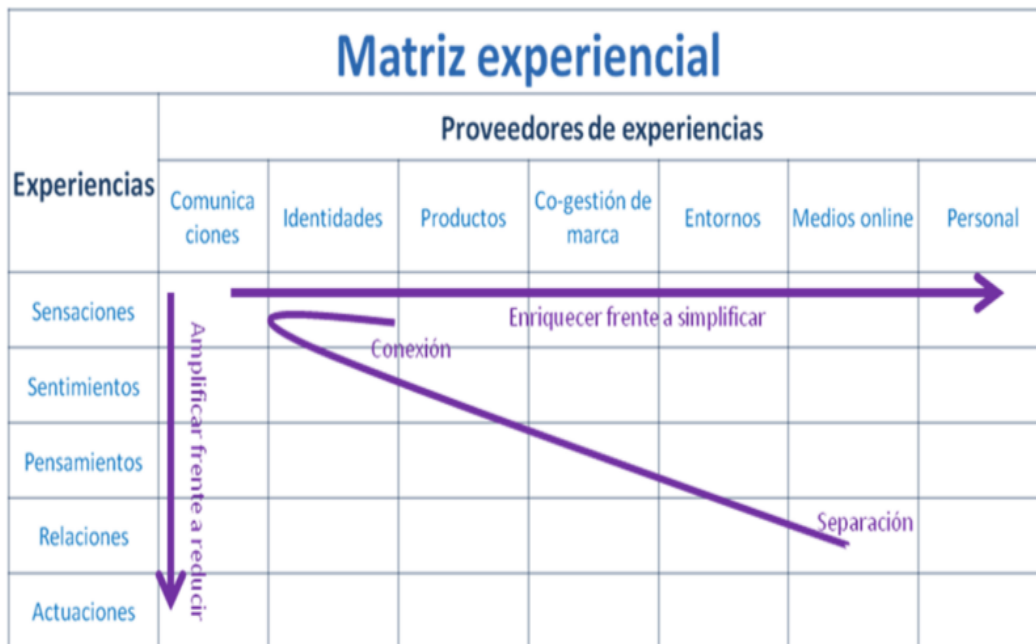 Matriz experiencial
Proveedores de experiencias
Experiencias
Comunica
ciones
Identidades
Productos
Co-gestión de
marca
Entornos
Medios online
Personal
Sensaciones
Enriquecer frente a simplificar
Conexión
Amplificar frente a reducir
Sentimientos
Pensamientos
Relaciones
Separación
Actuaciones